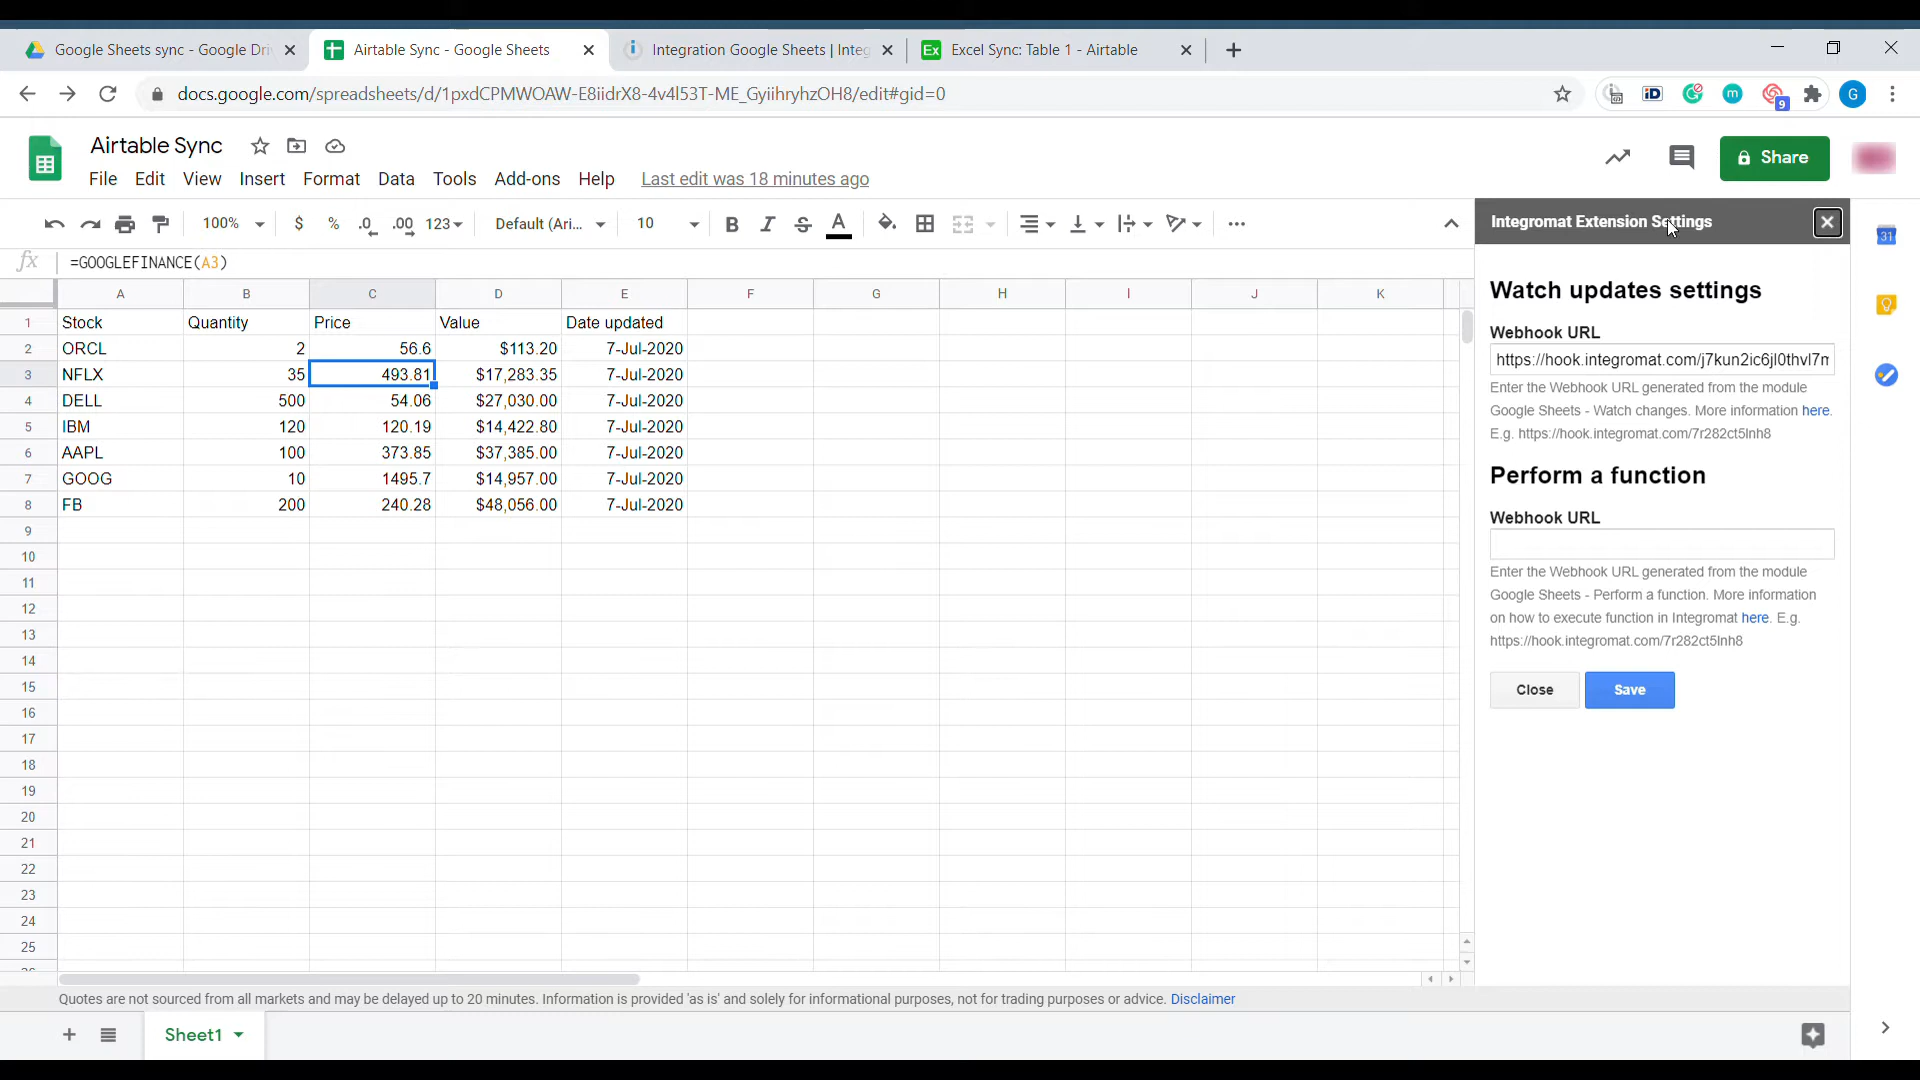 Google Sheets sync - Google Dri
Airtable Sync - Google Sheets
Integration Google Sheets | Integ
Ex
Excel Sync: Table 1 - Airtable
docs.google.com/spreadsheets/d/1pxdCPMWOAW-E8iidrX8-4v4l53T-ME_GyiihryhzOH8/edit#gid=0
iD
m
9
G
Airtable Sync
File Edit View Insert Format Data Tools Add-ons Help Last edit was 18 minutes ago
Share
100% $ % .0 .00 123 Default (Ari... 10 B I S A
fx =GOOGLEFINANCE(A3)
A B C D E F G H I J K
1 Stock Quantity Price Value Date updated
2 ORCL 2 56.6 $113.20 7-Jul-2020
3 NFLX 35 493.81 $17,283.35 7-Jul-2020
4 DELL 500 54.06 $27,030.00 7-Jul-2020
5 IBM 120 120.19 $14,422.80 7-Jul-2020
6 AAPL 100 373.85 $37,385.00 7-Jul-2020
7 GOOG 10 1495.7 $14,957.00 7-Jul-2020
8 FB 200 240.28 $48,056.00 7-Jul-2020
9
10
11
12
13
14
15
16
17
18
19
20
21
22
23
24
25
Quotes are not sourced from all markets and may be delayed up to 20 minutes. Information is provided 'as is' and solely for informational purposes, not for trading purposes or advice. Disclaimer
Sheet1
Integromat Extension Settings
Watch updates settings
Webhook URL
https://hook.integromat.com/j7kun2ic6jl0thvl7m
Enter the Webhook URL generated from the module
Google Sheets - Watch changes. More information here.
E.g. https://hook.integromat.com/7r282ct5lnh8
Perform a function
Webhook URL
Enter the Webhook URL generated from the module
Google Sheets - Perform a function. More information
on how to execute function in Integromat here. E.g.
https://hook.integromat.com/7r282ct5lnh8
Close Save
31